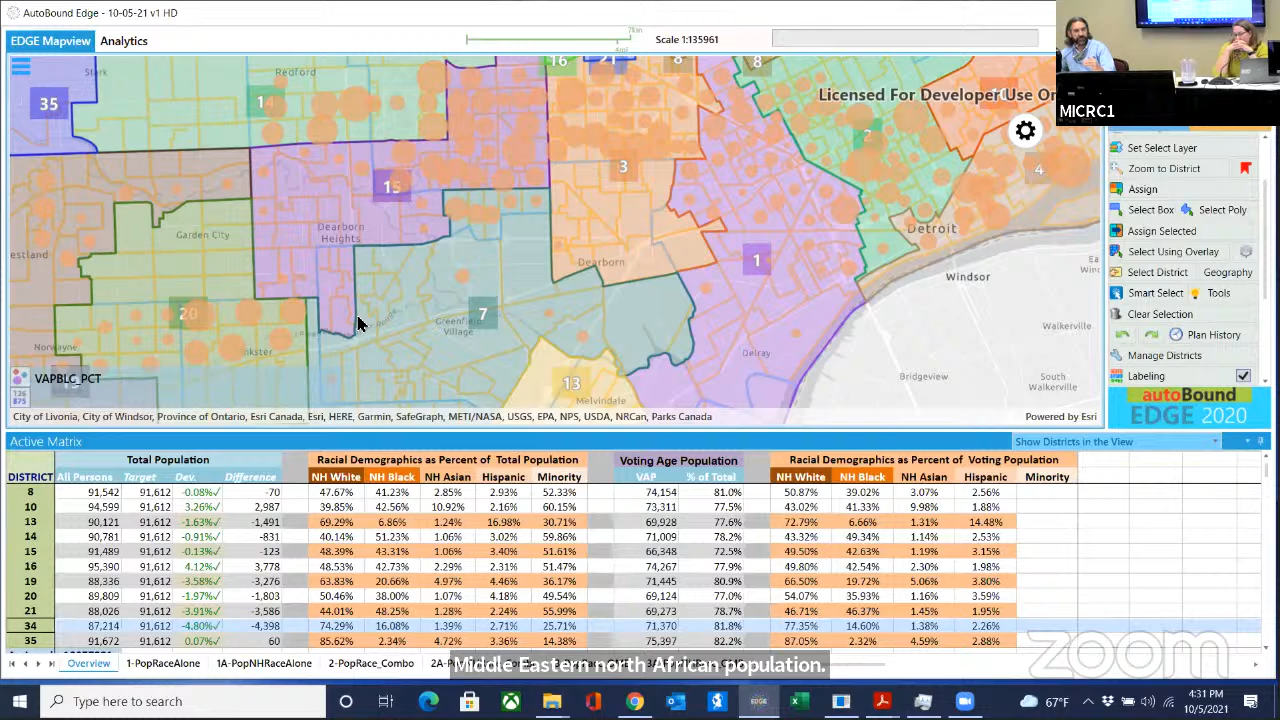 AutoBound Edge - 10-05-21 v1 HD
EDGE Mapview Analytics
7km
4mi
Scale 1:135961
MICRC1
Stark
Redford
16
21
8
8
35
14
Licensed For Developer Use On
2
3
4
15
Dearborn
Heights
Garden City
Dearborn
Detroit
1
Windsor
20
7
Greenfield
Village
Walkerville
Norwayne
Delray
13
Bridgeview
South
Walkerville
Melvindale
VAPBLC_PCT
City of Livonia, City of Windsor, Province of Ontario, Esri Canada, Esri, HERE, Garmin, SafeGraph, METI/NASA, USGS, EPA, NPS, USDA, NRCan, Parks Canada
Powered by Esri
Set Select Layer
Zoom to District
Assign
Select Box Select Poly
Assign Selected
Select Using Overlay
Select District Geography
Smart Select Tools
Clear Selection
Plan History
Manage Districts
Labeling
autoBound
EDGE 2020
Active Matrix
Show Districts in the View
Total Population Racial Demographics as Percent of Total Population Voting Age Population Racial Demographics as Percent of Voting Population
DISTRICT All Persons Target Dev. Difference NH White NH Black NH Asian Hispanic Minority VAP % of Total NH White NH Black NH Asian Hispanic Minority
8 91,542 91,612 -0.08%✓ -70 47.67% 41.23% 2.85% 2.93% 52.33% 74,154 81.0% 50.87% 39.02% 3.07% 2.56%
10 94,599 91,612 3.26%✓ 2,987 39.85% 42.56% 10.92% 2.16% 60.15% 73,311 77.5% 43.02% 41.33% 9.98% 1.88%
13 90,121 91,612 -1.63%✓ -1,491 69.29% 6.86% 1.24% 16.98% 30.71% 69,928 77.6% 72.79% 6.66% 1.31% 14.48%
14 90,781 91,612 -0.91%✓ -831 40.14% 51.23% 1.06% 3.02% 59.86% 71,009 78.2% 43.32% 49.34% 1.14% 2.53%
15 91,489 91,612 -0.13%✓ -123 48.39% 43.31% 1.06% 3.40% 51.61% 66,348 72.5% 49.50% 42.63% 1.19% 3.15%
16 95,390 91,612 4.12%✓ 3,778 48.53% 42.73% 2.29% 2.31% 51.47% 74,267 77.9% 49.80% 42.54% 2.30% 1.98%
19 88,336 91,612 -3.58%✓ -3,276 63.83% 20.66% 4.97% 4.46% 36.17% 71,445 80.9% 66.50% 19.72% 5.06% 3.80%
20 89,809 91,612 -1.97%✓ -1,803 50.46% 38.00% 1.07% 4.18% 49.54% 69,124 77.0% 54.07% 35.93% 1.16% 3.59%
21 88,026 91,612 -3.91%✓ -3,586 44.01% 48.25% 1.28% 2.24% 55.99% 69,273 78.7% 46.71% 46.37% 1.45% 1.95%
34 87,214 91,612 -4.80%✓ -4,398 74.29% 16.08% 1.39% 2.71% 25.71% 71,370 81.8% 77.35% 14.60% 1.38% 2.26%
35 91,672 91,612 0.07%✓ 60 85.62% 2.34% 4.72% 3.36% 14.38% 75,397 82.2% 87.05% 2.32% 4.59% 2.88%
Overview 1-PopRaceAlone 1A-PopNHRaceAlone 2-PopRace_Combo
Middle Eastern north African population.
zoom
Type here to search
67°F
4:31 PM
10/5/2021